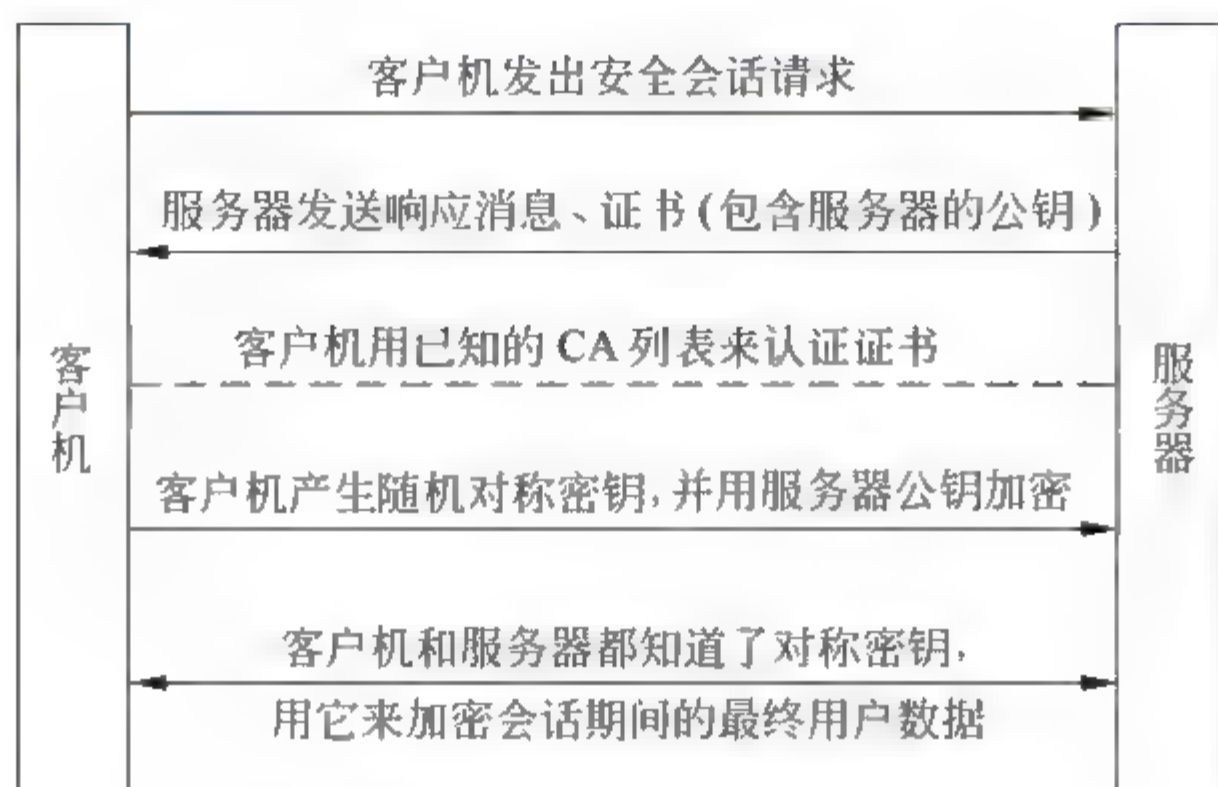 客户机发出安全会话请求
服务器发送响应消息、证书(包含服务器的公钥)
客户机用已知的 CA 列表来认证证书
客户机
服务器
客户机产生随机对称密钥,并用服务器公钥加密
客户机和服务器都知道了对称密钥,
用它来加密会话期间的最终用户数据